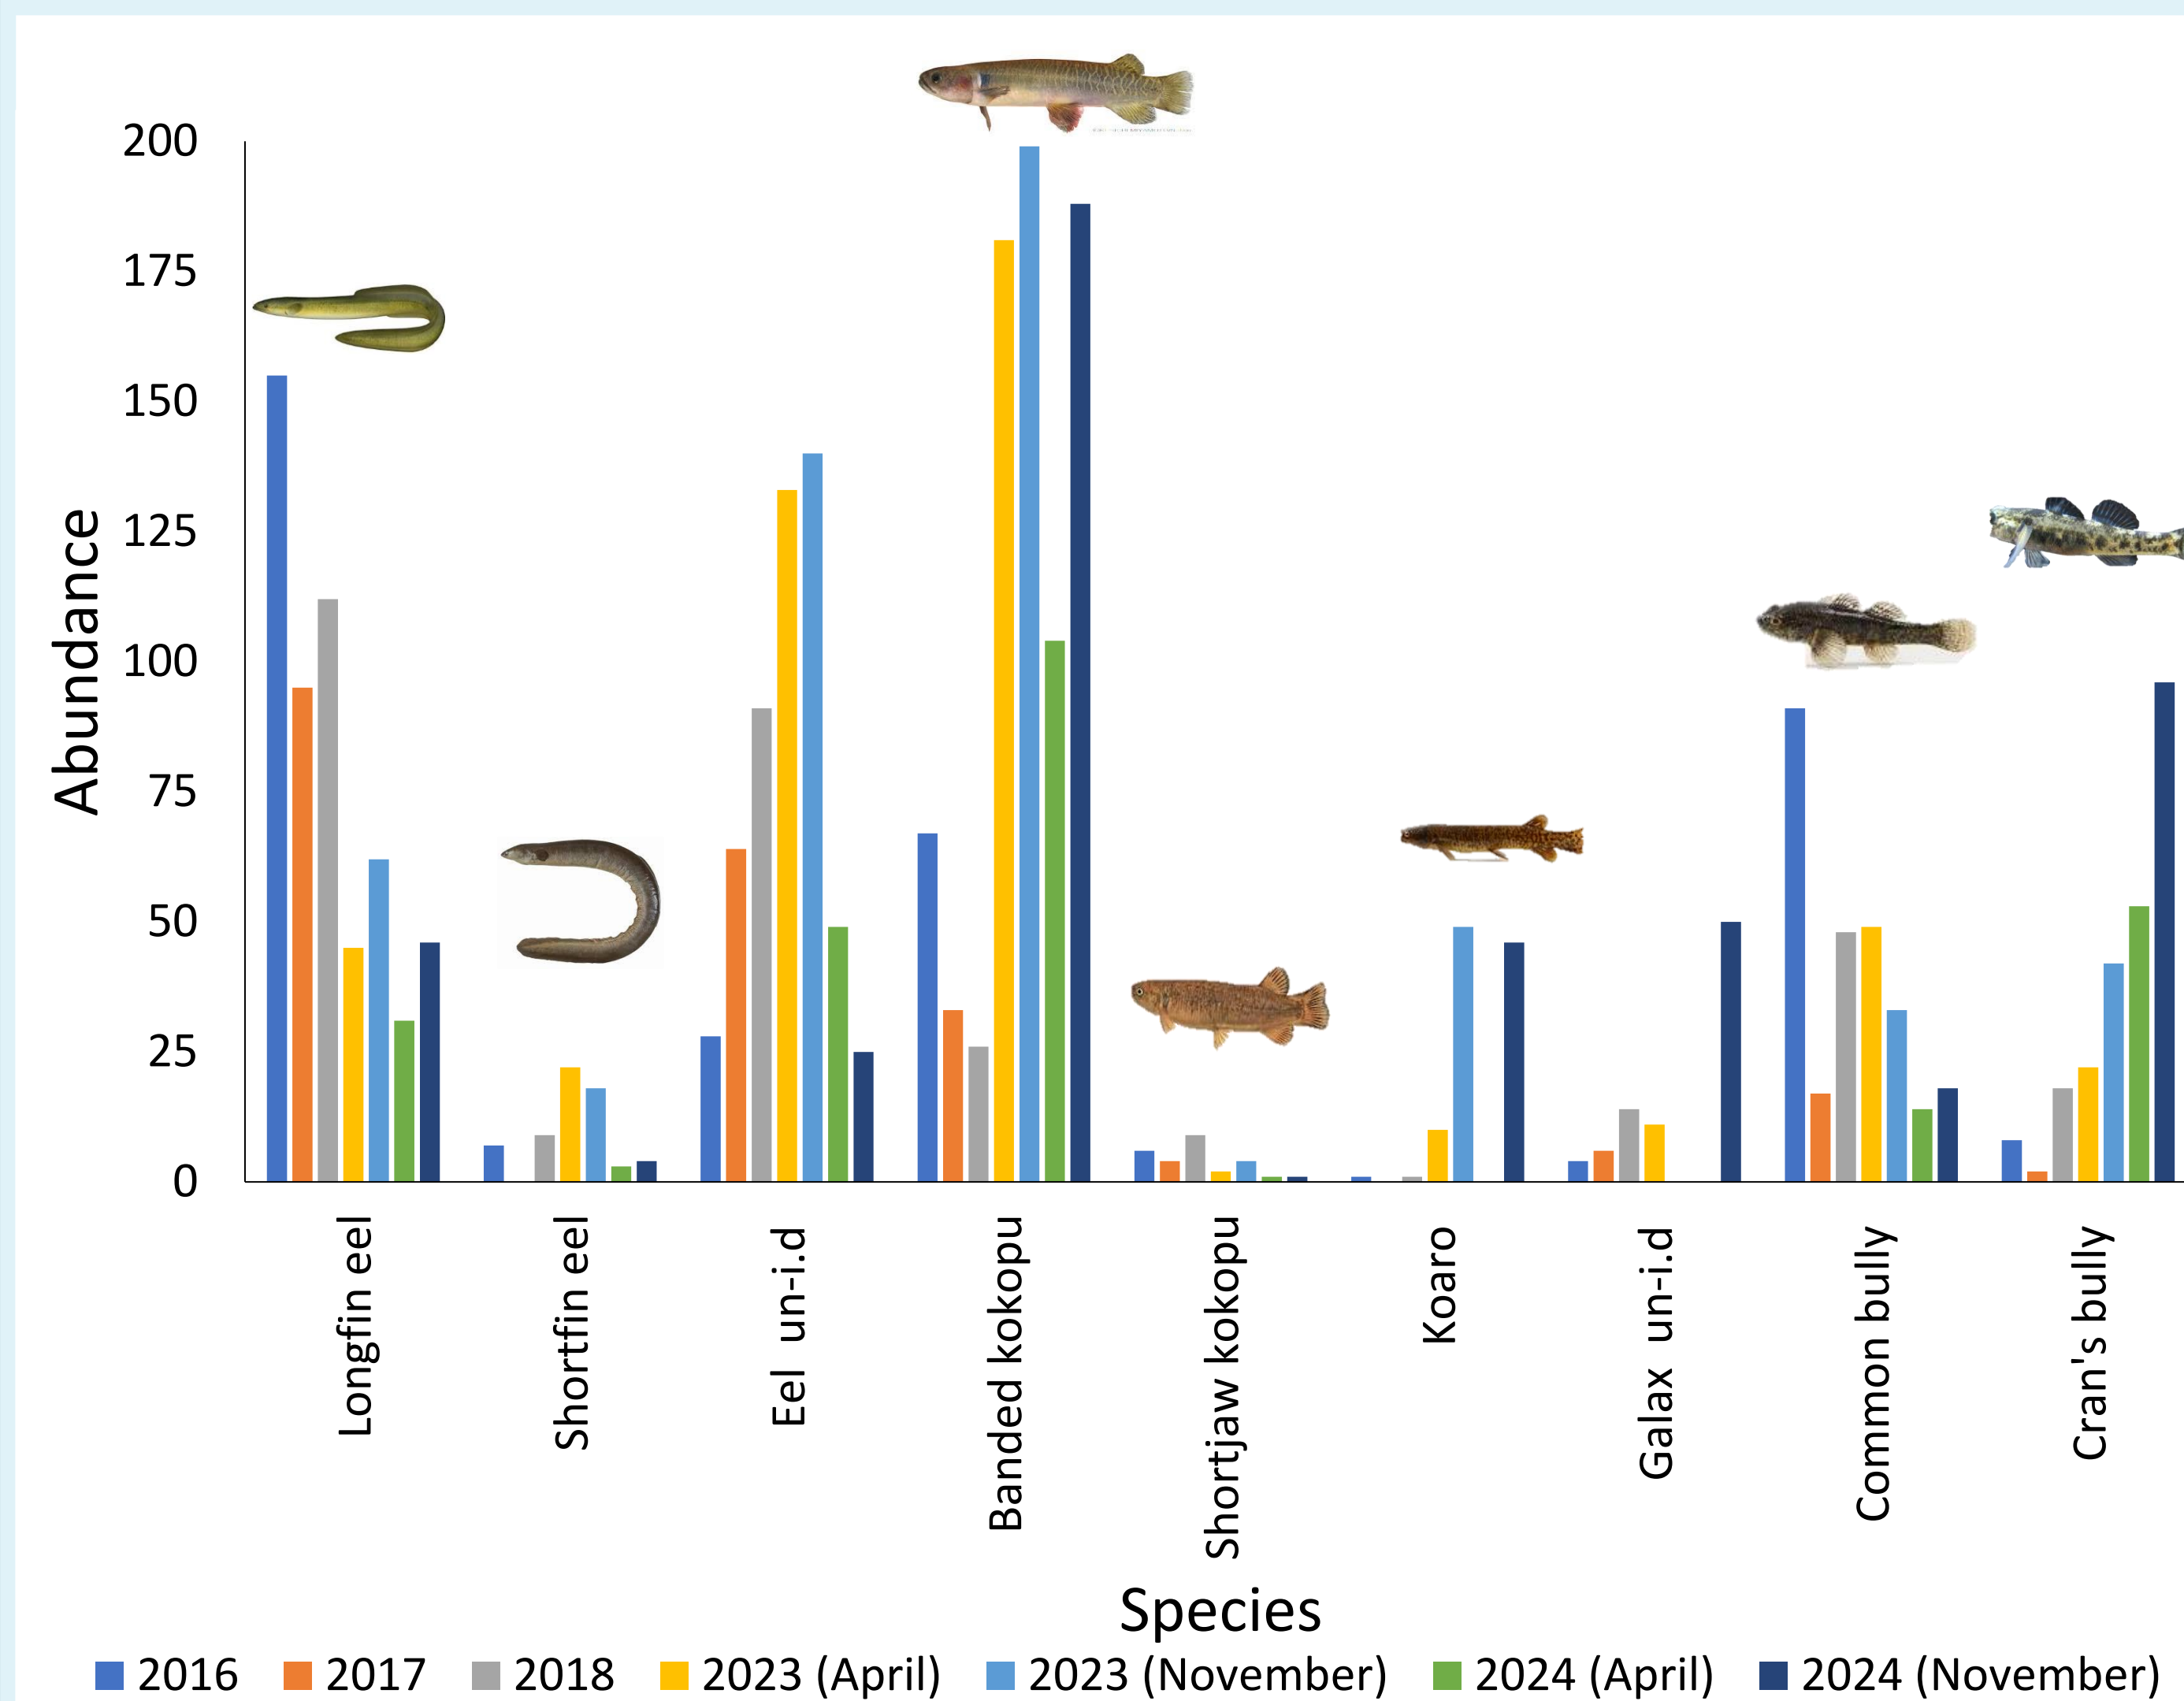 200
175
150
125
100
75
50
25
0
Abundance
Longfin eel
Shortfin eel
Eel un-i.d
Banded kokopu
Shortjaw kokopu
Koaro
Galax un-i.d
Common bully
Cran's bully
Species
2016 2017 2018 2023 (April) 2023 (November) 2024 (April) 2024 (November)